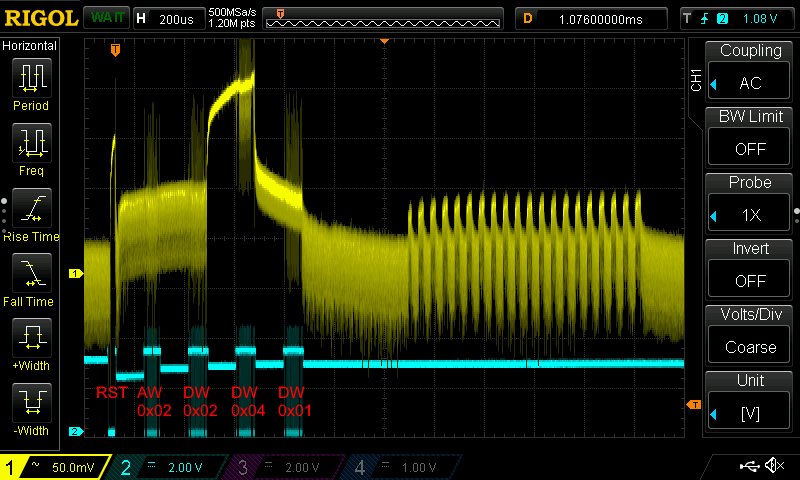 RIGOL WAIT H 200us 500MSa/s D 1.07600000ms T 2 1.08 V
1.20M pts
T
Horizontal
Period
Freq
Rise Time
Fall Time
+Width
-Width
T
1
2
RST AW DW DW DW
0x02 0x02 0x04 0x01
T
CH1
Coupling
AC
BW Limit
OFF
Probe
1X
Invert
OFF
Volts/Div
Coarse
Unit
[V]
1 ~ 50.0mV 2 = 2.00 V 3 = 2.00 V 4 = 1.00 V